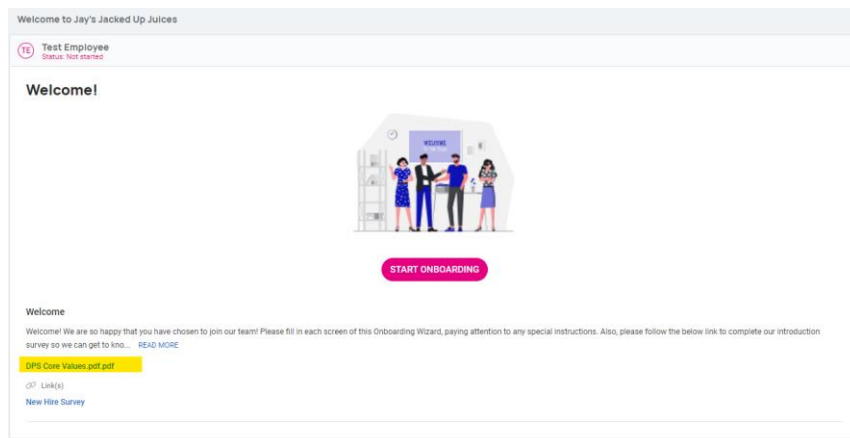 Welcome to Jay's Jacked Up Juices
TE
Test Employee
Status: Not started
Welcome!
WELCOME
START ONBOARDING
Welcome
Welcome! We are so happy that you have chosen to join our team! Please fill in each screen of this Onboarding Wizard, paying attention to any special instructions. Also, please follow the below link to complete our introduction
survey so we can get to kno... READ MORE
DPS Core Values.pdf.pdf
Link(s)
New Hire Survey